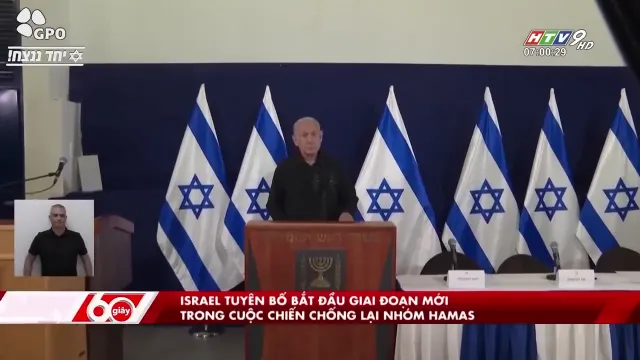 GPO
יחד ננצח!
HTV9 HD
07:00:29
60 giây
ISRAEL TUYÊN BỐ BẮT ĐẦU GIAI ĐOẠN MỚI
TRONG CUỘC CHIẾN CHỐNG LẠI NHÓM HAMAS